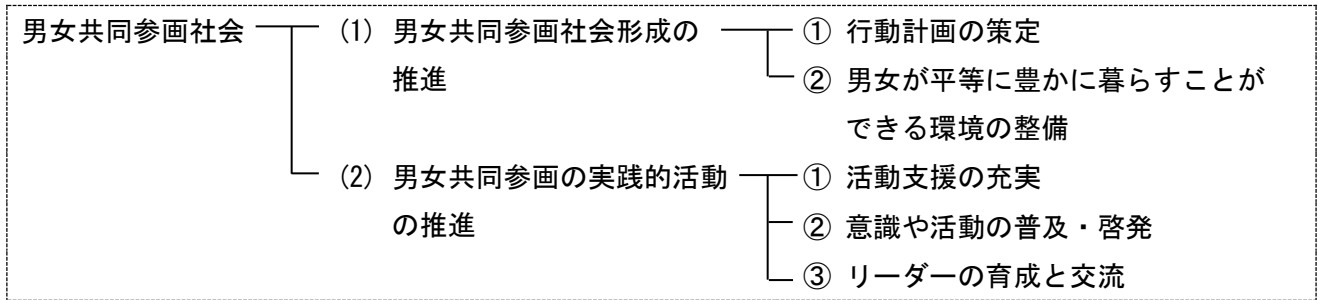 男女共同参画社会 (1) 男女共同参画社会形成の ① 行動計画の策定
推進 ② 男女が平等に豊かに暮らすことが
できる環境の整備
(2) 男女共同参画の実践的活動 ① 活動支援の充実
の推進 ② 意識や活動の普及・啓発
③ リーダーの育成と交流